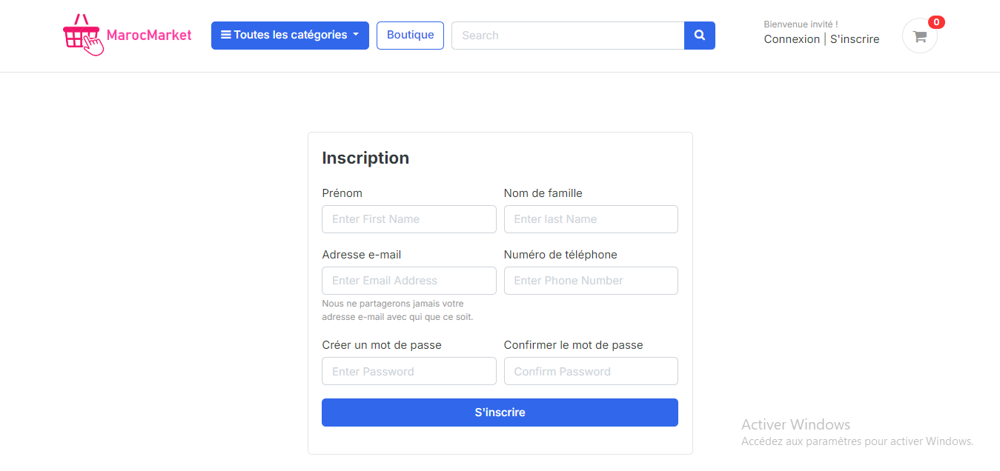 MarocMarket
Toutes les catégories
Boutique
Search
Bienvenue invité !
Connexion | S'inscrire
0
Inscription
Prénom
Nom de famille
Enter First Name
Enter last Name
Adresse e-mail
Numéro de téléphone
Enter Email Address
Enter Phone Number
Nous ne partagerons jamais votre
adresse e-mail avec qui que ce soit.
Créer un mot de passe
Confirmer le mot de passe
Enter Password
Confirm Password
S'inscrire
Activer Windows
Accédez aux paramètres pour activer Windows.